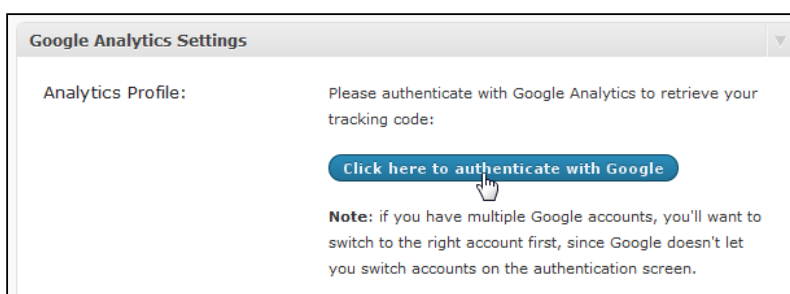 Google Analytics Settings
Analytics Profile:
Please authenticate with Google Analytics to retrieve your
tracking code:
Click here to authenticate with Google
Note: if you have multiple Google accounts, you'll want to
switch to the right account first, since Google doesn't let
you switch accounts on the authentication screen.